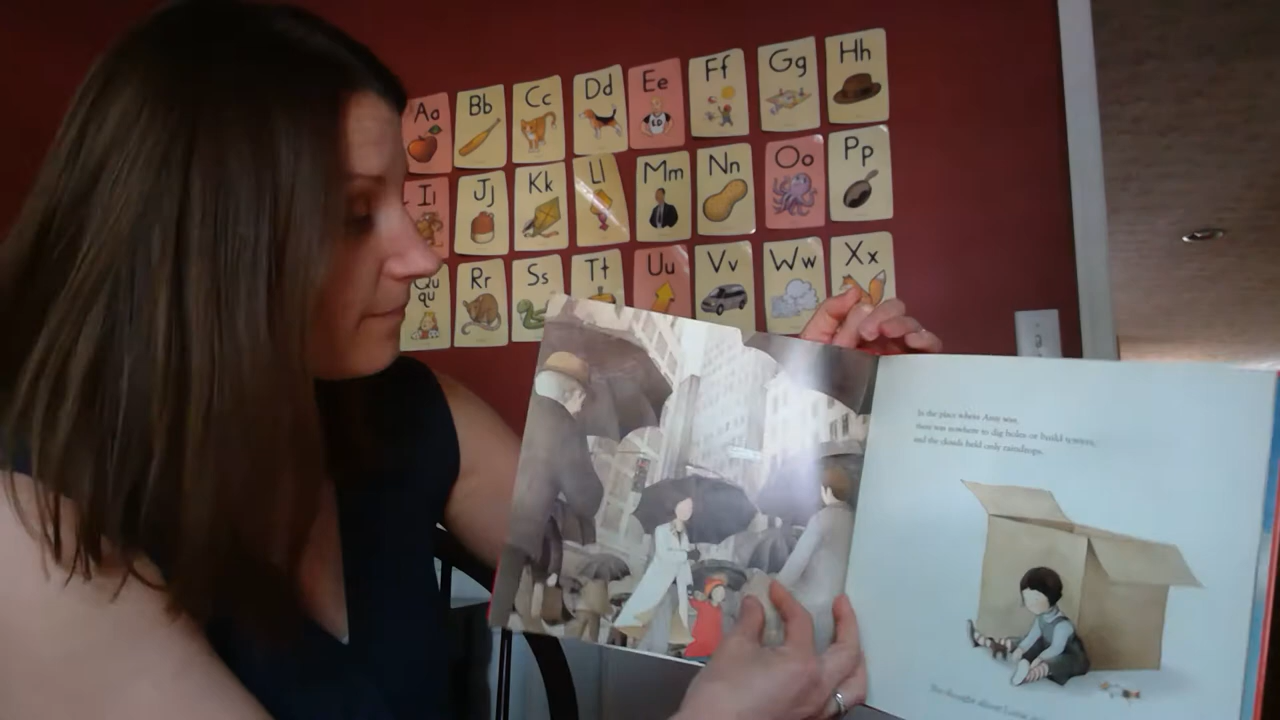 Aa
Bb
Cc
Dd
Ee
Ff
Gg
Hh
Ii
Jj
Kk
Ll
Mm
Nn
Oo
Pp
Qu
qu
Rr
Ss
Tt
Uu
Vv
Ww
Xx
In the place where Amy was,
there was nowhere to dig holes or build towers,
and the clouds held only raindrops.